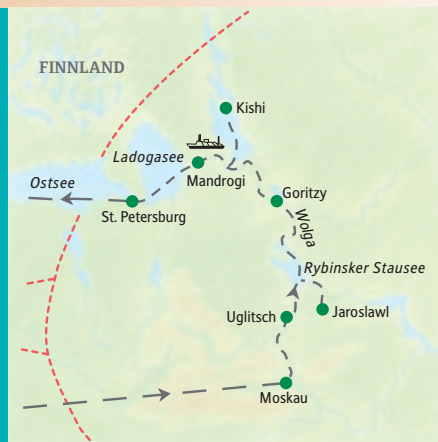 FINNLAND
Kishi
Ladogasee
Mandrogi
Ostsee
Goritzy
St. Petersburg
Wolga
Rybinsker Stausee
Uglitsch
Jaroslawl
Moskau